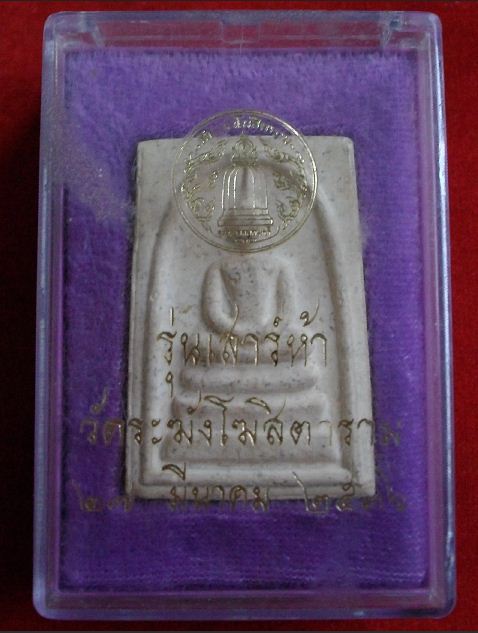 รุ่นเสาร์ห้า
วัดระฆังโฆสิตาราม
๒๗ มีนาคม ๒๕๓๖